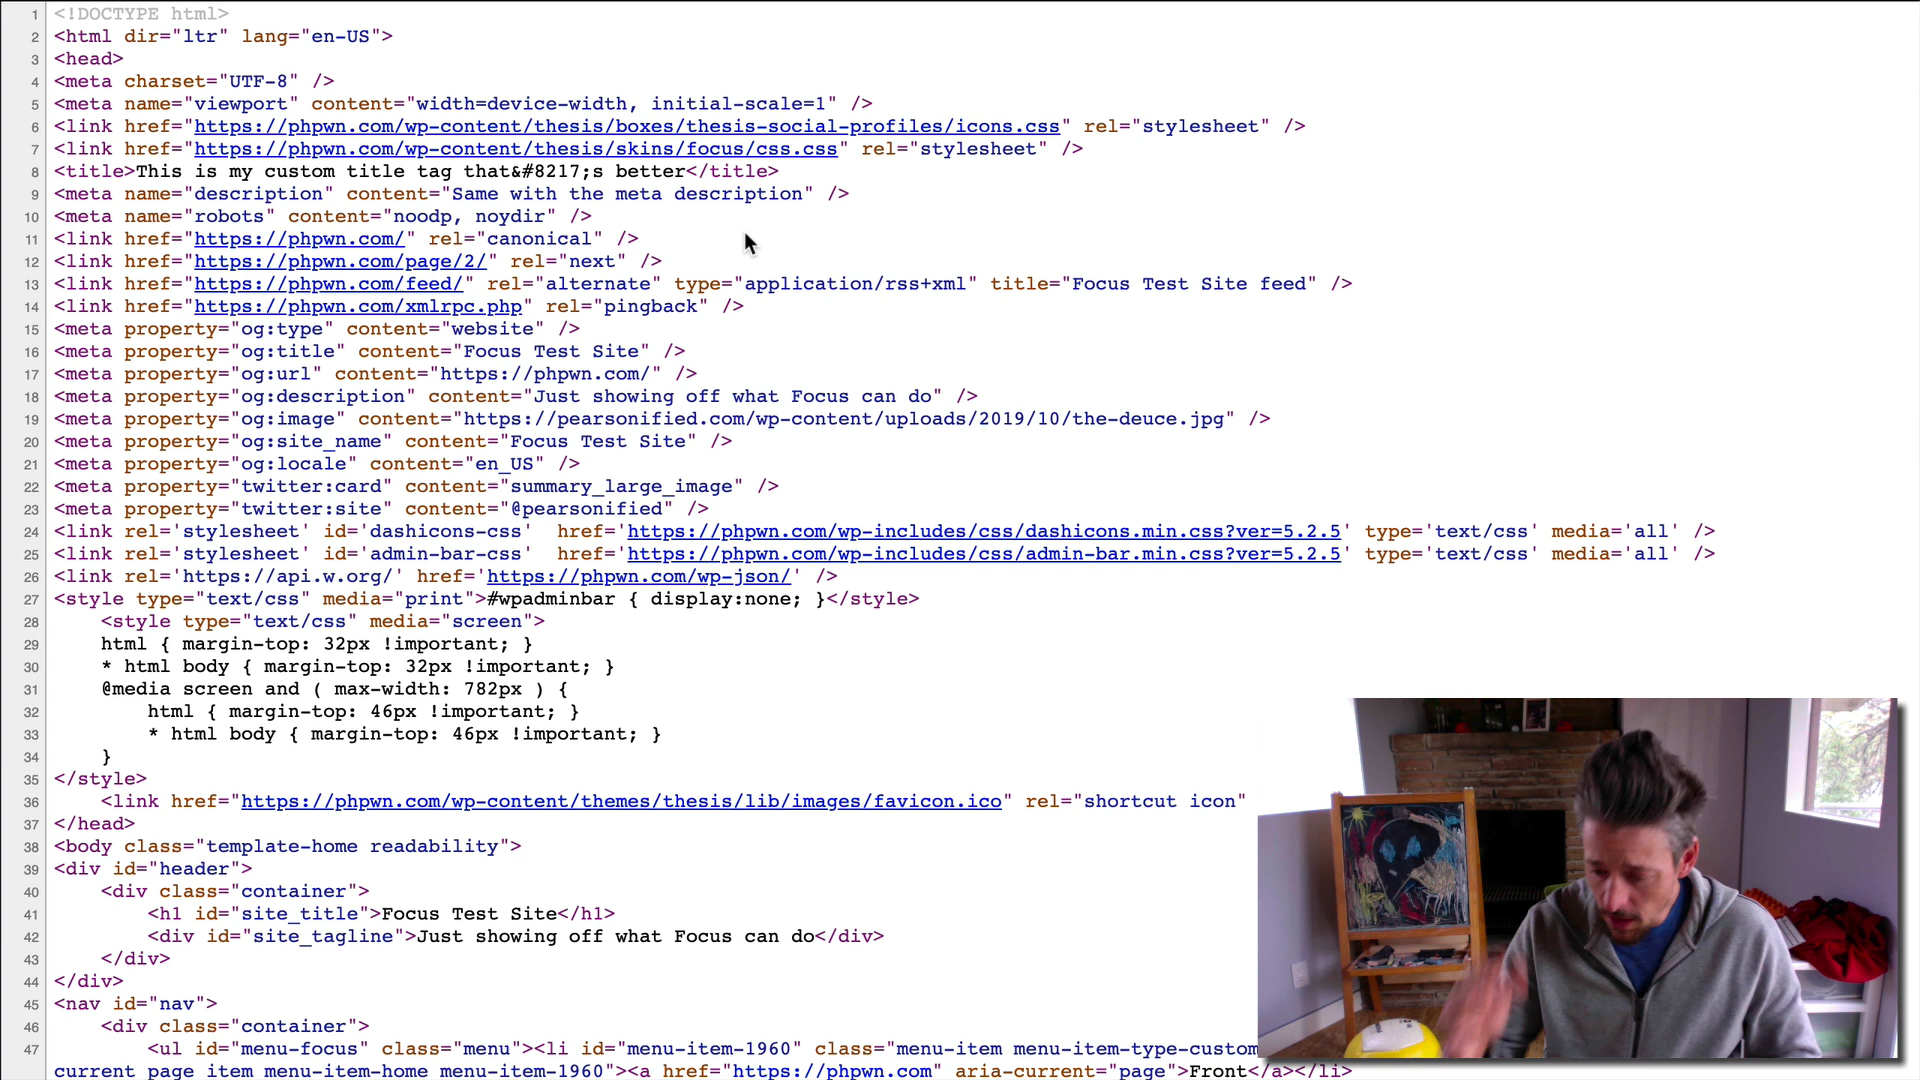 1 <!DOCTYPE html>
2 <html dir="ltr" lang="en-US">
3 <head>
4 <meta charset="UTF-8" />
5 <meta name="viewport" content="width=device-width, initial-scale=1" />
6 <link href="https://phpwn.com/wp-content/thesis/boxes/thesis-social-profiles/icons.css" rel="stylesheet" />
7 <link href="https://phpwn.com/wp-content/thesis/skins/focus/css.css" rel="stylesheet" />
8 <title>This is my custom title tag that&#8217;s better</title>
9 <meta name="description" content="Same with the meta description" />
10 <meta name="robots" content="noodp, noydir" />
11 <link href="https://phpwn.com/" rel="canonical" />
12 <link href="https://phpwn.com/page/2/" rel="next" />
13 <link href="https://phpwn.com/feed/" rel="alternate" type="application/rss+xml" title="Focus Test Site feed" />
14 <link href="https://phpwn.com/xmlrpc.php" rel="pingback" />
15 <meta property="og:type" content="website" />
16 <meta property="og:title" content="Focus Test Site" />
17 <meta property="og:url" content="https://phpwn.com/" />
18 <meta property="og:description" content="Just showing off what Focus can do" />
19 <meta property="og:image" content="https://pearsonified.com/wp-content/uploads/2019/10/the-deuce.jpg" />
20 <meta property="og:site_name" content="Focus Test Site" />
21 <meta property="og:locale" content="en_US" />
22 <meta property="twitter:card" content="summary_large_image" />
23 <meta property="twitter:site" content="@pearsonified" />
24 <link rel='stylesheet' id='dashicons-css'  href='https://phpwn.com/wp-includes/css/dashicons.min.css?ver=5.2.5' type='text/css' media='all' />
25 <link rel='stylesheet' id='admin-bar-css'  href='https://phpwn.com/wp-includes/css/admin-bar.min.css?ver=5.2.5' type='text/css' media='all' />
26 <link rel='https://api.w.org/' href='https://phpwn.com/wp-json/' />
27 <style type="text/css" media="print">#wpadminbar { display:none; }</style>
28     <style type="text/css" media="screen">
29     html { margin-top: 32px !important; }
30     * html body { margin-top: 32px !important; }
31     @media screen and ( max-width: 782px ) {
32         html { margin-top: 46px !important; }
33         * html body { margin-top: 46px !important; }
34     }
35 </style>
36     <link href="https://phpwn.com/wp-content/themes/thesis/lib/images/favicon.ico" rel="shortcut icon"
37 </head>
38 <body class="template-home readability">
39 <div id="header">
40     <div class="container">
41         <h1 id="site_title">Focus Test Site</h1>
42         <div id="site_tagline">Just showing off what Focus can do</div>
43     </div>
44 </div>
45 <nav id="nav">
46     <div class="container">
47         <ul id="menu-focus" class="menu"><li id="menu-item-1960" class="menu-item menu-item-type-custom
current_page_item menu-item-home menu-item-1960"><a href="https://phpwn.com" aria-current="page">Front</a></li>